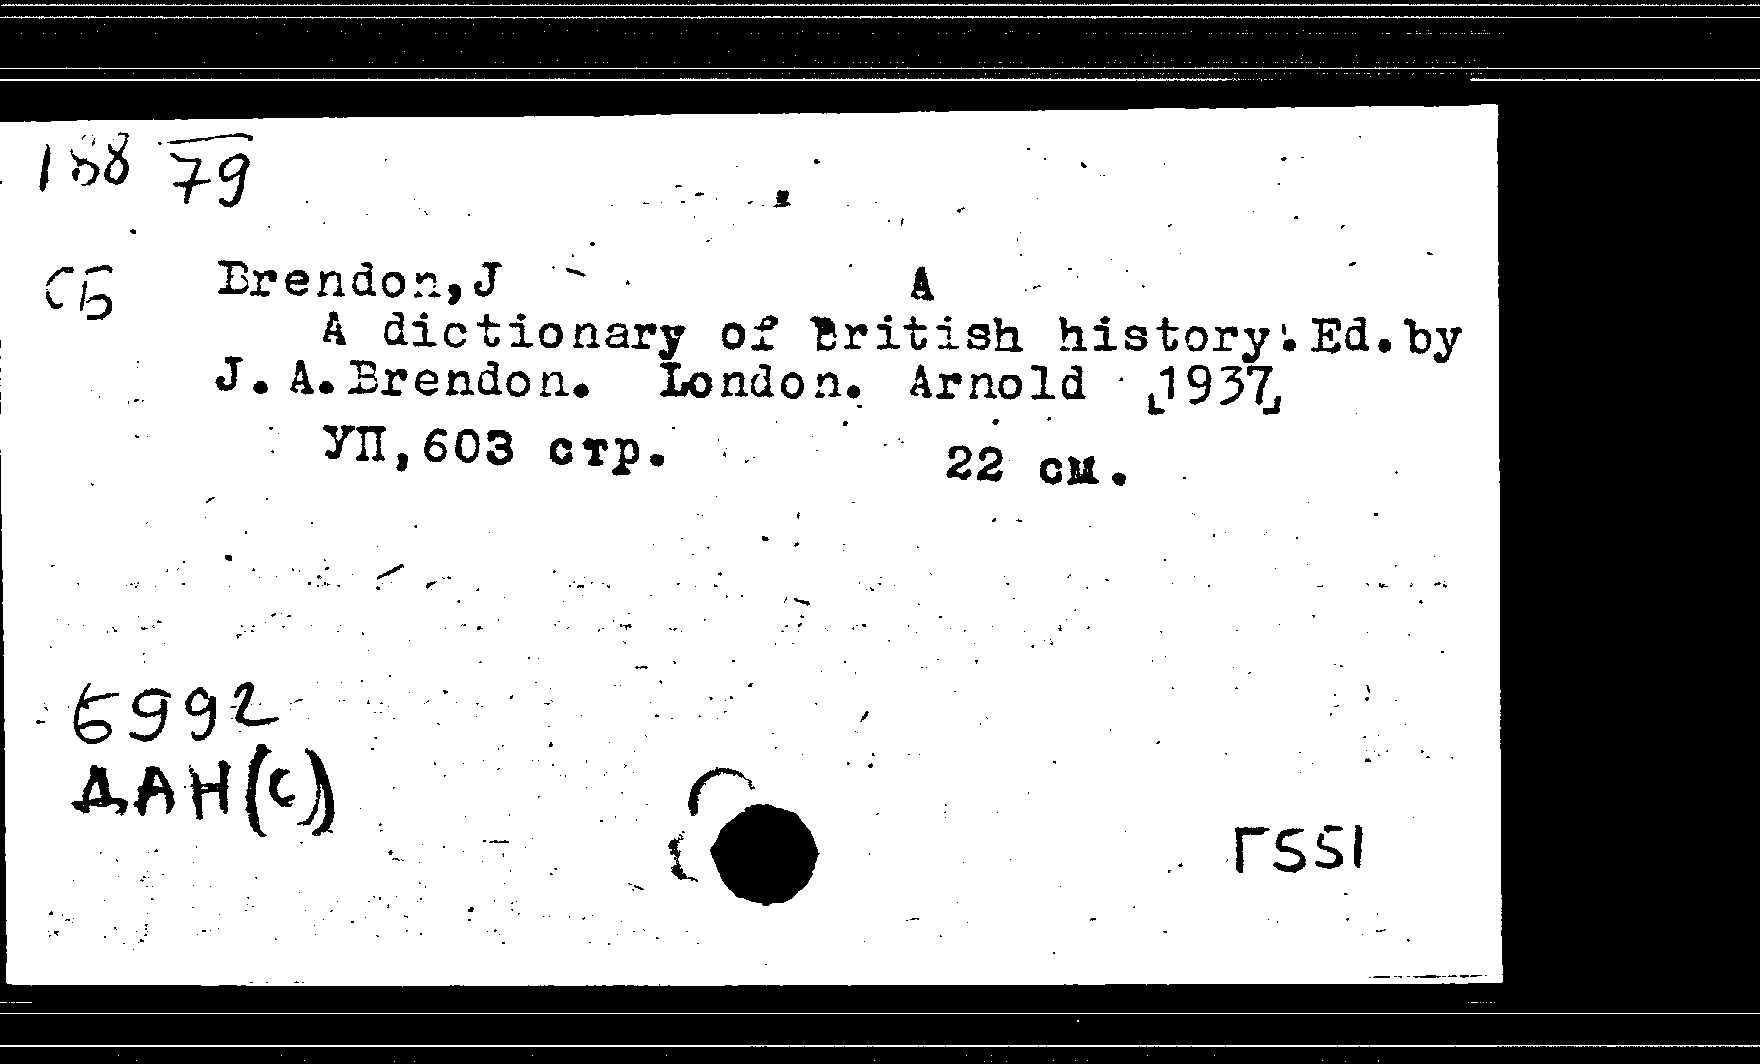 188 79
СБ Brendon, J A
A dictionary of British history. Ed. by
J. A. Brendon. London. Arnold [1937]
УП, 603 стр. 22 см.
5992
ДАН(С)
Г551